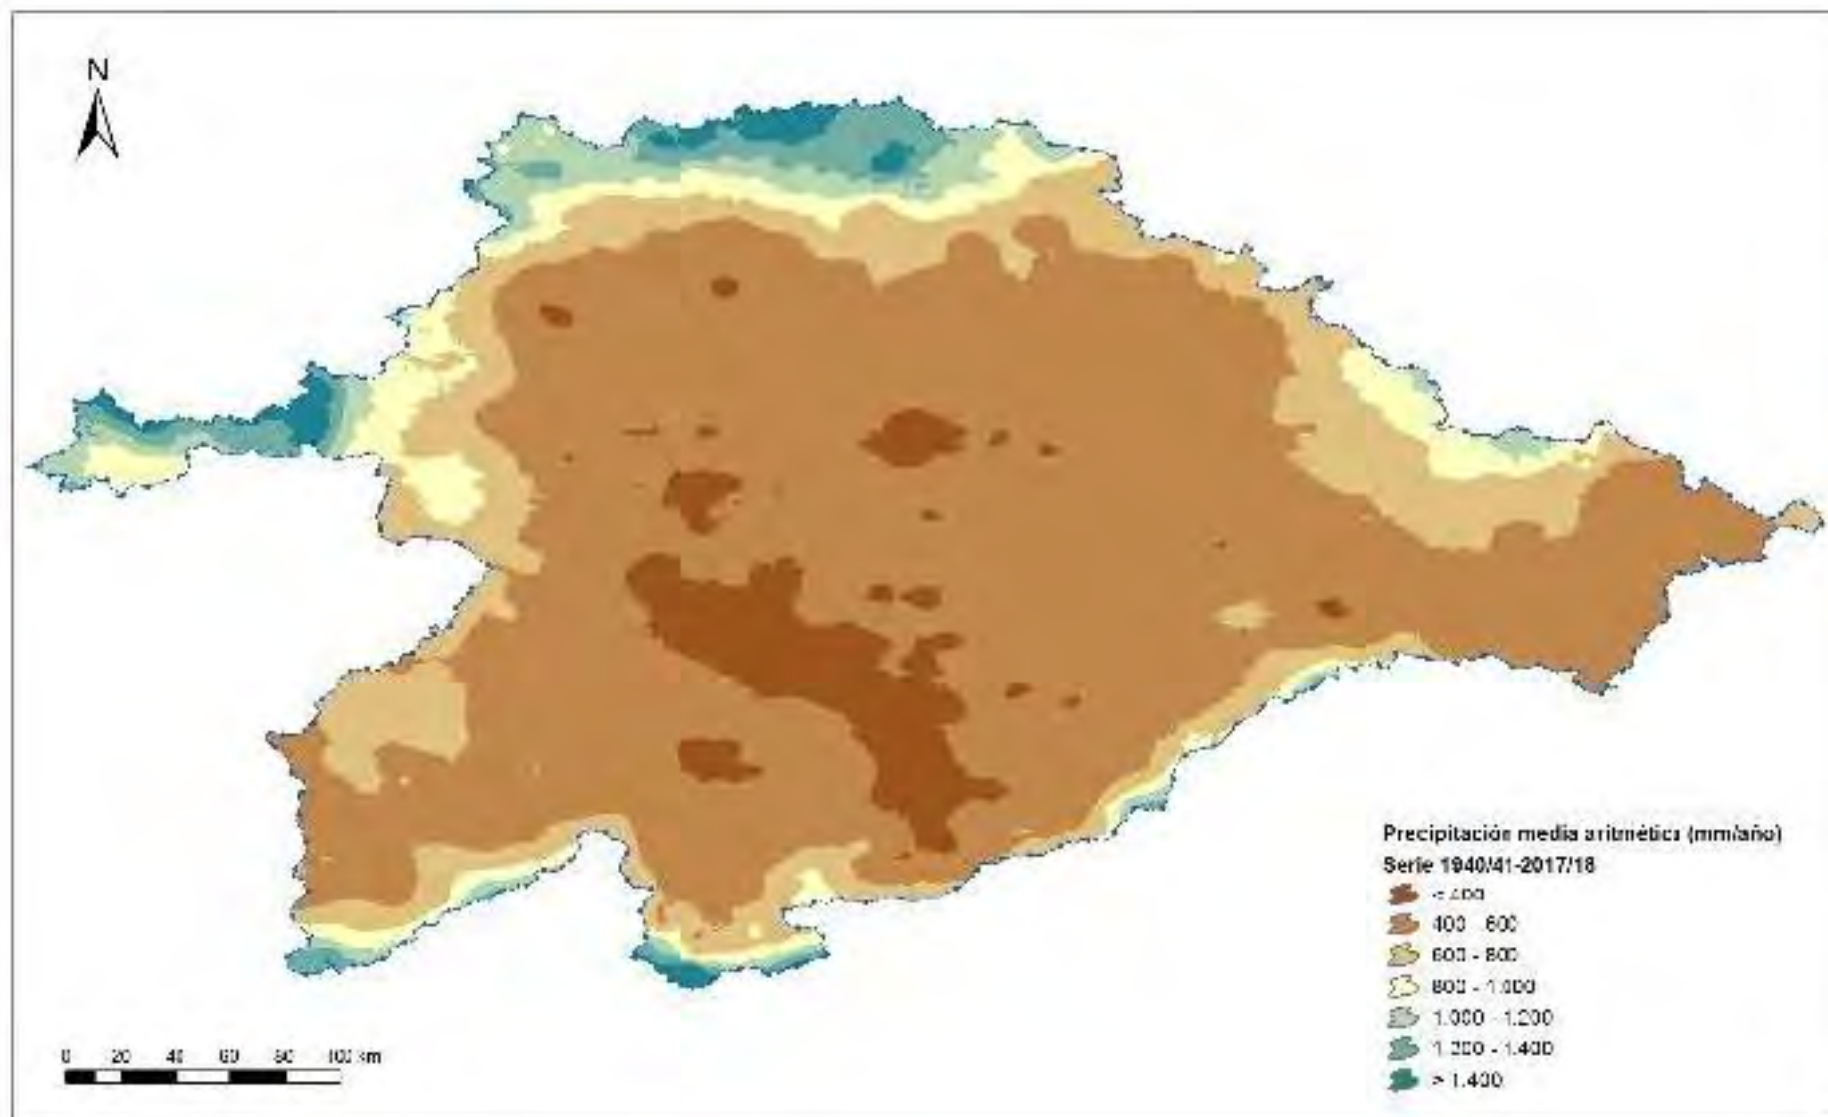 N
Precipitación media aritmética (mm/año)
Serie 1940/41-2017/18
< 400
400 - 600
600 - 800
800 - 1.000
1.000 - 1.200
1.200 - 1.400
> 1.400
0 20 40 60 80 100 km